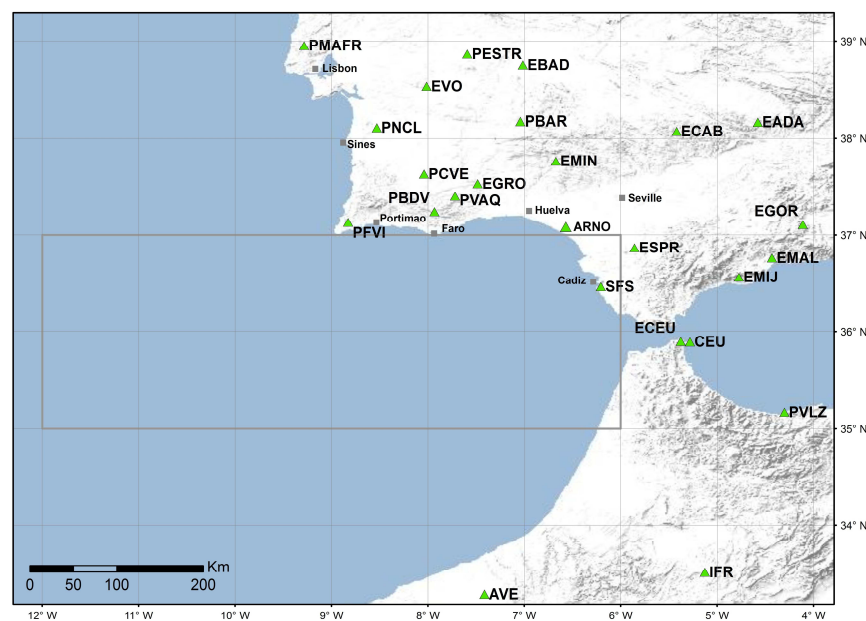 39° N
PMAFR
PESTR
EBAD
Lisbon
EVO
PNCL
PBAR
ECAB
EADA
38° N
Sines
EMIN
PCVE
EGRO
PBDV
PVAQ
Seville
Huelva
EGOR
Portimao
Faro
ARNO
PFVI
37° N
ESPR
EMAL
EMIJ
Cadiz
SFS
ECEU
36° N
CEU
PVLZ
35° N
34° N
Km
0 50 100 200
IFR
AVE
12° W 11° W 10° W 9° W 8° W 7° W 6° W 5° W 4° W